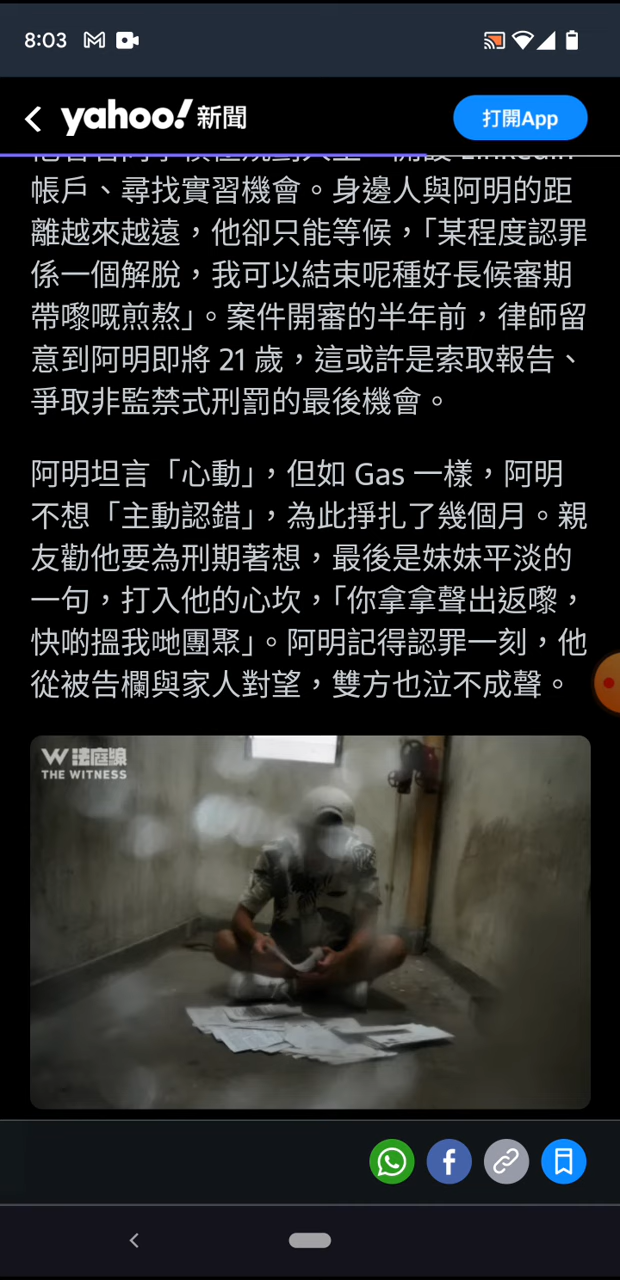 8:03
yahoo!新聞
打開App
帳戶、尋找實習機會。身邊人與阿明的距
離越來越遠，他卻只能等候，「某程度認罪
係一個解脫，我可以結束呢種好長候審期
帶嚟嘅煎熬」。案件開審的半年前，律師留
意到阿明即將 21 歲，這或許是索取報告、
爭取非監禁式刑罰的最後機會。
阿明坦言「心動」，但如 Gas 一樣，阿明
不想「主動認錯」，為此掙扎了幾個月。親
友勸他要為刑期著想，最後是妹妹平淡的
一句，打入他的心坎，「你拿拿聲出返嚟，
快啲搵我哋團聚」。阿明記得認罪一刻，他
從被告欄與家人對望，雙方也泣不成聲。
W 法庭線
THE WITNESS